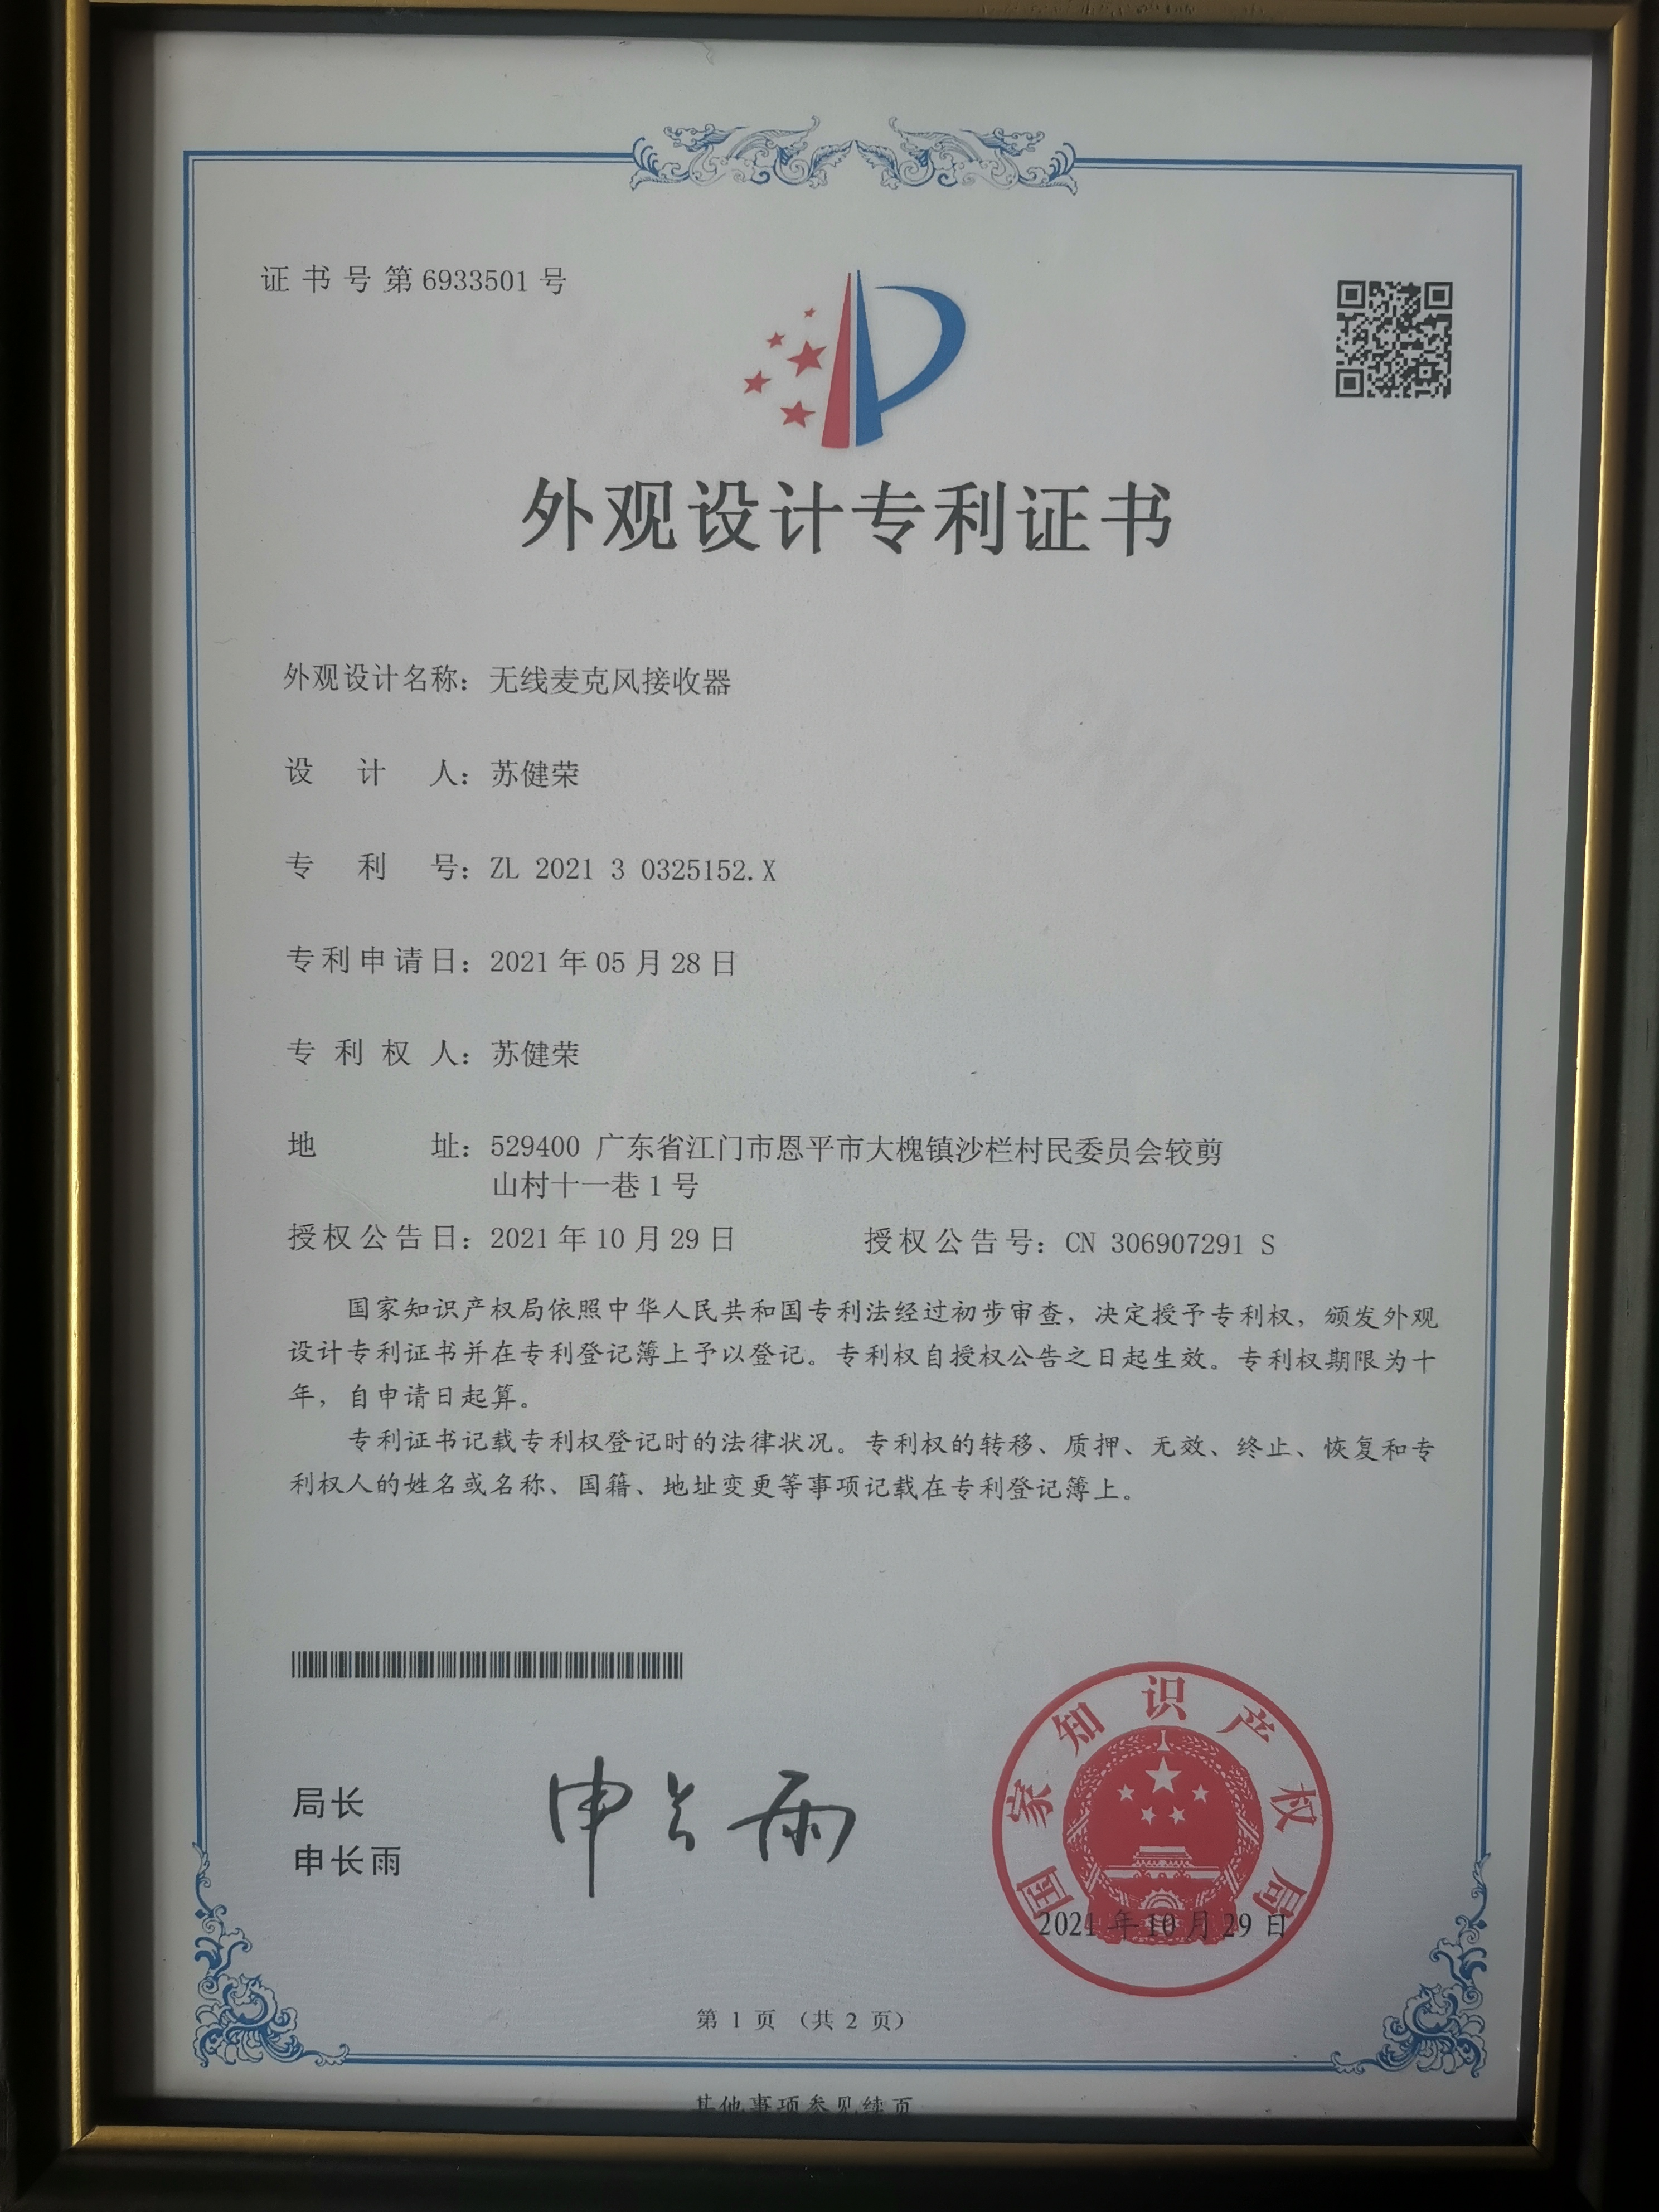 证书号第6933501号
外观设计专利证书
外观设计名称：无线麦克风接收器
设计人：苏健荣
专利号：ZL 2021 3 0325152.X
专利申请日：2021年05月28日
专利权人：苏健荣
地址：529400 广东省江门市恩平市大槐镇沙栏村民委员会较剪
山村十一巷1号
授权公告日：2021年10月29日 授权公告号：CN 306907291 S
国家知识产权局依照中华人民共和国专利法经过初步审查，决定授予专利权，颁发外观
设计专利证书并在专利登记簿上予以登记。专利权自授权公告之日起生效。专利权期限为十
年，自申请日起算。
专利证书记载专利权登记时的法律状况。专利权的转移、质押、无效、终止、恢复和专
利权人的姓名或名称、国籍、地址变更等事项记载在专利登记簿上。
局长
申长雨
申长雨
国家知识产权局
2021年10月29日
第 1 页 （共 2 页）
其他事项参见续页